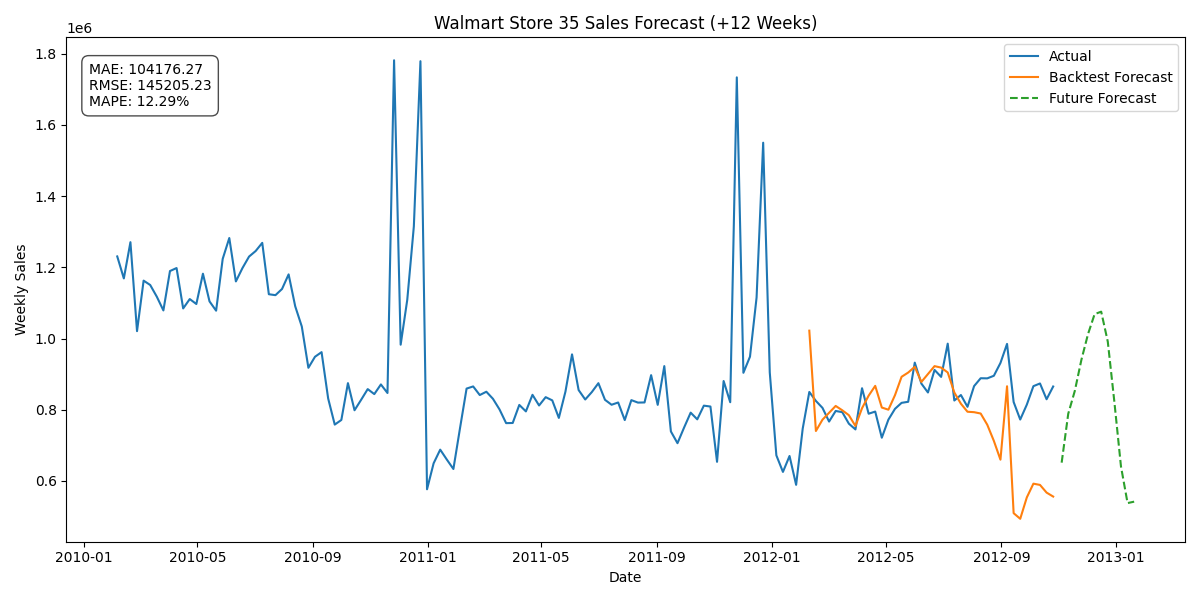 Walmart Store 35 Sales Forecast (+12 Weeks)
1e6
MAE: 104176.27
RMSE: 145205.23
MAPE: 12.29%
Actual
Backtest Forecast
Future Forecast
1.8
1.6
1.4
1.2
1.0
0.8
0.6
Weekly Sales
2010-01
2010-05
2010-09
2011-01
2011-05
2011-09
2012-01
2012-05
2012-09
2013-01
Date